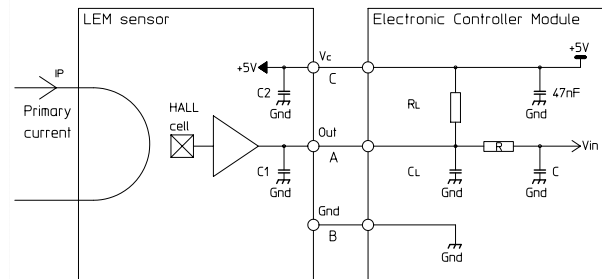 LEM sensor
Electronic Controller Module
IP
Primary
current
HALL
cell
+5V
C2
Gnd
C1
Gnd
Vc
C
Out
A
Gnd
B
+5V
RL
47nF
Gnd
R
Vin
CL
Gnd
C
Gnd
Gnd